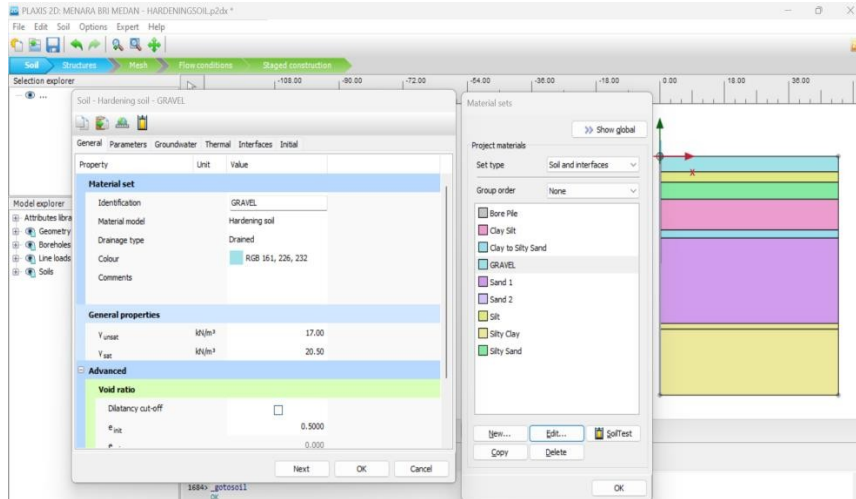 PLAXIS 2D: MENARA BRI MEDAN - HARDENINGSOIL.p2dx *
File Edit Soil Options Expert Help
Soil Structures Mesh Flow conditions Staged construction
Selection explorer
...
-108.00 -90.00 -72.00 -54.00 -36.00 -18.00 0.00 18.00 36.00
Soil - Hardening soil - GRAVEL
General Parameters Groundwater Thermal Interfaces Initial
Property Unit Value
Material set
Identification GRAVEL
Material model Hardening soil
Drainage type Drained
Colour RGB 161, 226, 232
Comments
General properties
γ unsat kN/m³ 17.00
γ sat kN/m³ 20.50
Advanced
Void ratio
Dilatancy cut-off
e init 0.5000
0.000
Next OK Cancel
Model explorer
Attributes libra
Geometry
Boreholes
Line loads
Soils
Material sets
>> Show global
Project materials
Set type Soil and interfaces
Group order None
Bore Pile
Clay Silt
Clay to Silty Sand
GRAVEL
Sand 1
Sand 2
Silt
Silty Clay
Silty Sand
New... Edit... SoilTest
Copy Delete
OK
x
1684> _gotosoil
OK